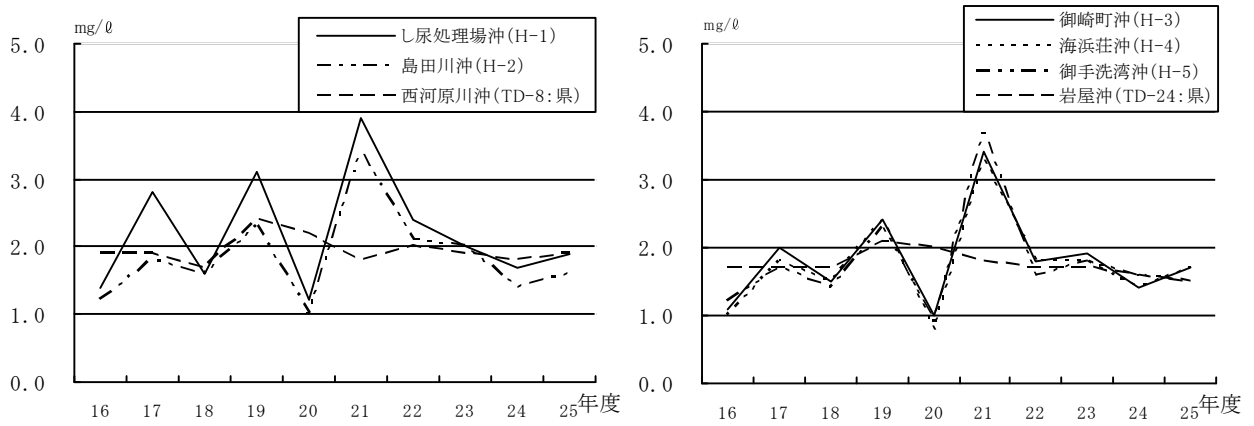 mg/ℓ
5.0
4.0
3.0
2.0
1.0
0.0
し尿処理場沖(H-1)
島田川沖(H-2)
西河原川沖(TD-8:県)
16 17 18 19 20 21 22 23 24 25 年度
mg/ℓ
5.0
4.0
3.0
2.0
1.0
0.0
御崎町沖(H-3)
海浜荘沖(H-4)
御手洗湾沖(H-5)
岩屋沖(TD-24:県)
16 17 18 19 20 21 22 23 24 25 年度